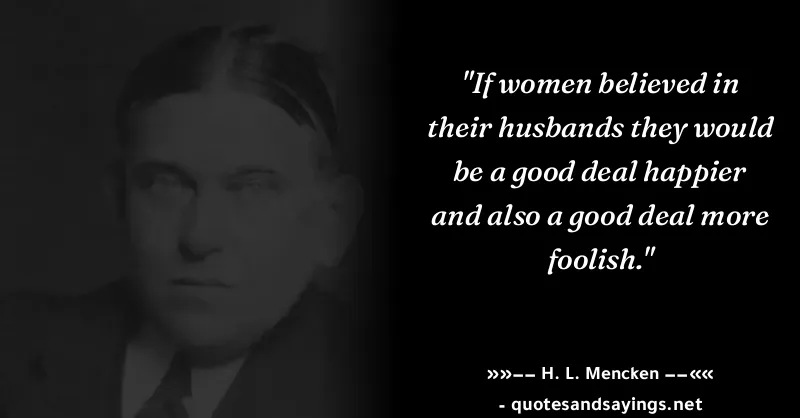 "If women believed in
their husbands they would
be a good deal happier
and also a good deal more
foolish."
»»−− H. L. Mencken −−««
- quotesandsayings.net